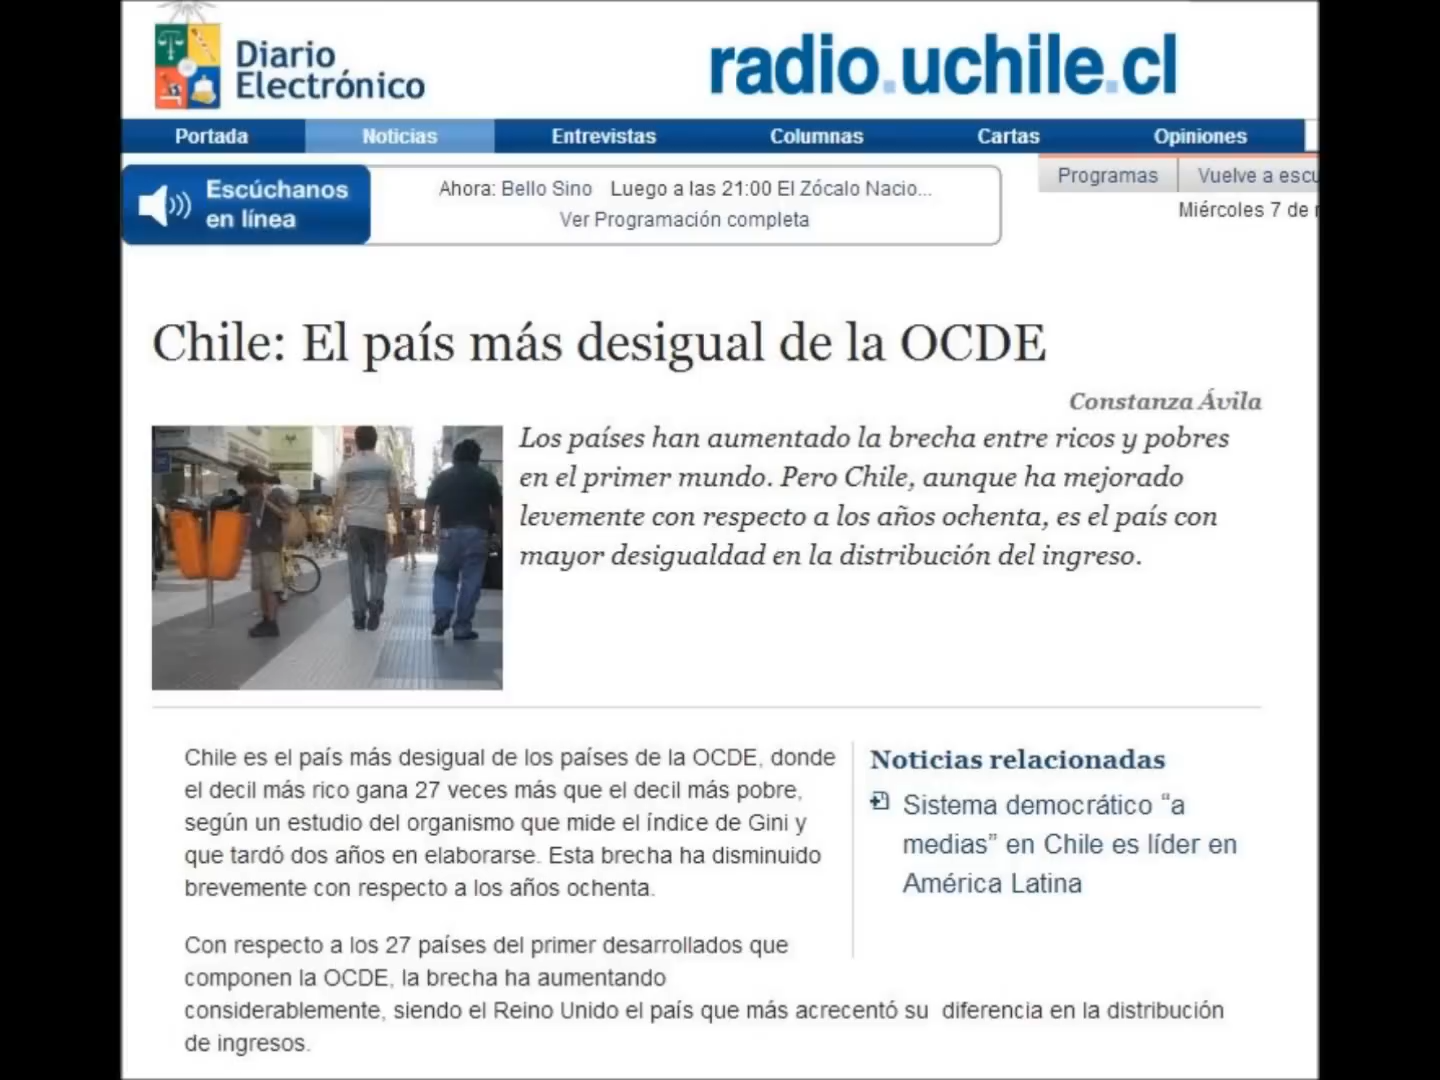 Diario
Electrónico
radio.uchile.cl
Portada
Noticias
Entrevistas
Columnas
Cartas
Opiniones
Escúchanos
en línea
Ahora: Bello Sino Luego a las 21:00 El Zócalo Nacio...
Ver Programación completa
Programas
Vuelve a escu
Miércoles 7 de
Chile: El país más desigual de la OCDE
Constanza Ávila
Los países han aumentado la brecha entre ricos y pobres
en el primer mundo. Pero Chile, aunque ha mejorado
levemente con respecto a los años ochenta, es el país con
mayor desigualdad en la distribución del ingreso.
Chile es el país más desigual de los países de la OCDE, donde
el decil más rico gana 27 veces más que el decil más pobre,
según un estudio del organismo que mide el índice de Gini y
que tardó dos años en elaborarse. Esta brecha ha disminuido
brevemente con respecto a los años ochenta.
Con respecto a los 27 países del primer desarrollados que
componen la OCDE, la brecha ha aumentando
considerablemente, siendo el Reino Unido el país que más acrecentó su diferencia en la distribución
de ingresos.
Noticias relacionadas
Sistema democrático “a
medias” en Chile es líder en
América Latina